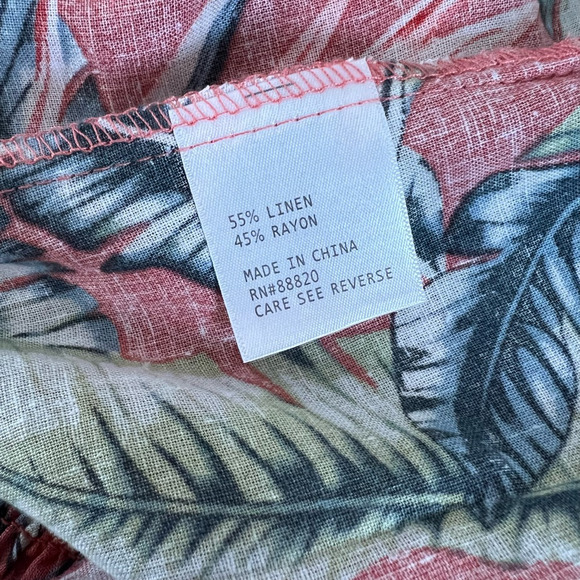 55% LINEN
45% RAYON
MADE IN CHINA
RN#88820
CARE SEE REVERSE